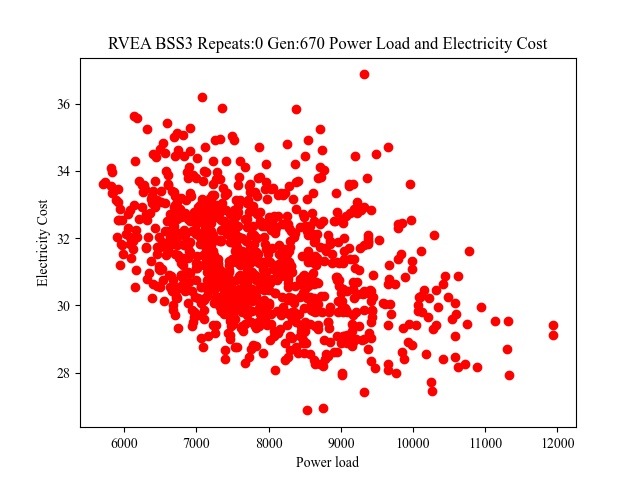 RVEA BSS3 Repeats:0 Gen:670 Power Load and Electricity Cost
36
34
32
30
28
Electricity Cost
6000 7000 8000 9000 10000 11000 12000
Power load